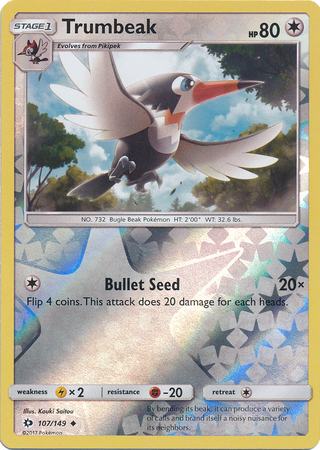 STAGE 1 Trumbeak HP 80
Evolves from Pikipek
NO. 732 Bugle Beak Pokémon HT: 2'00" WT: 32.6 lbs.
Bullet Seed 20×
Flip 4 coins. This attack does 20 damage for each heads.
weakness × 2 resistance -20 retreat
Illus. Kouki Saitou
By bending its beak, it can produce a variety
of calls and brand itself a noisy nuisance for
its neighbors.
107/149
©2017 Pokémon